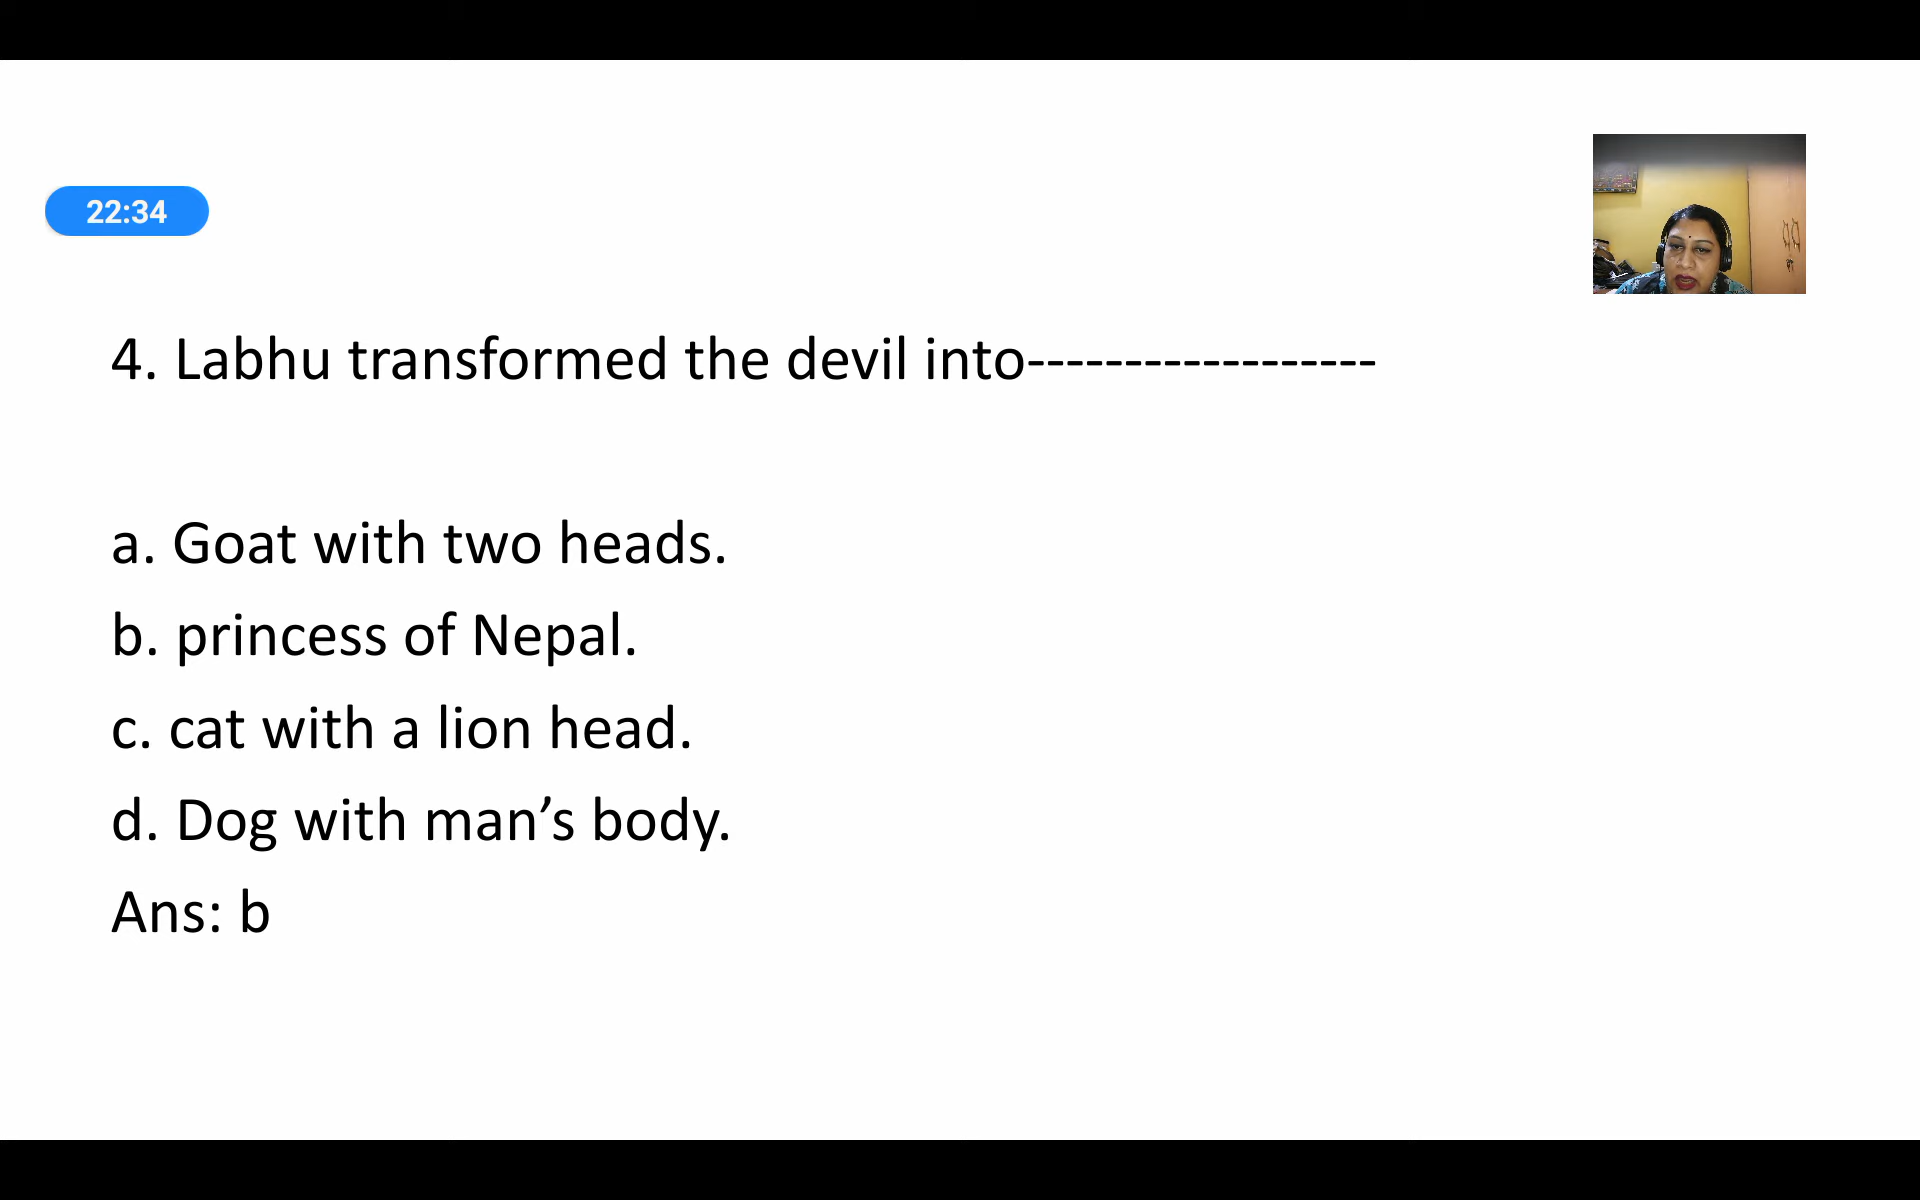 22:34
4. Labhu transformed the devil into------------------
a. Goat with two heads.
b. princess of Nepal.
c. cat with a lion head.
d. Dog with man’s body.
Ans: b